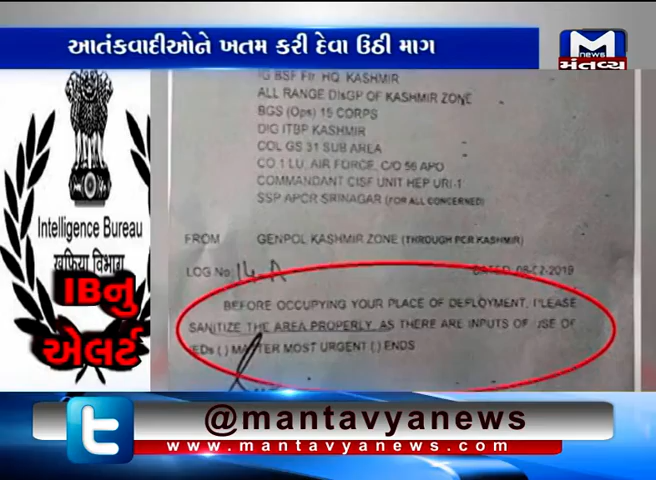 આતંકવાદીઓને ખતમ કરી દેવા ઉઠી માગ
M
news
મંતવ્ય
IG BSF Ftr HQ KASHMIR
ALL RANGE DIsGP OF KASHMIR ZONE
BGS (Ops) 15 CORPS
DIG ITBP KASHMIR
COL GS 31 SUB AREA
CO 1 LU, AIR FORCE, C/O 56 APO
COMMANDANT CISF UNIT HEP URI-1
SSP APCR SRINAGAR (FOR ALL CONCERNED)
FROM GENPOL KASHMIR ZONE (THROUGH PCR KASHMIR)
LOG No 14-A DATED 08-02-2019
BEFORE OCCUPYING YOUR PLACE OF DEPLOYMENT, PLEASE
SANITIZE THE AREA PROPERLY, AS THERE ARE INPUTS OF USE OF
IEDs (.) MATTER MOST URGENT (.) ENDS
Intelligence Bureau
खुफिया विभाग
IBનુ
એલર્ટ
@mantavyanews
www.mantavyanews.com